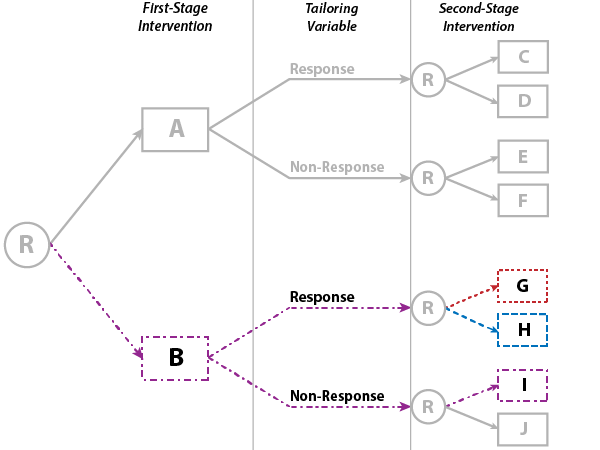 First-Stage
Intervention
Tailoring
Variable
Second-Stage
Intervention
Response
R
C
D
A
Non-Response
R
E
F
R
Response
R
G
H
B
Non-Response
R
I
J